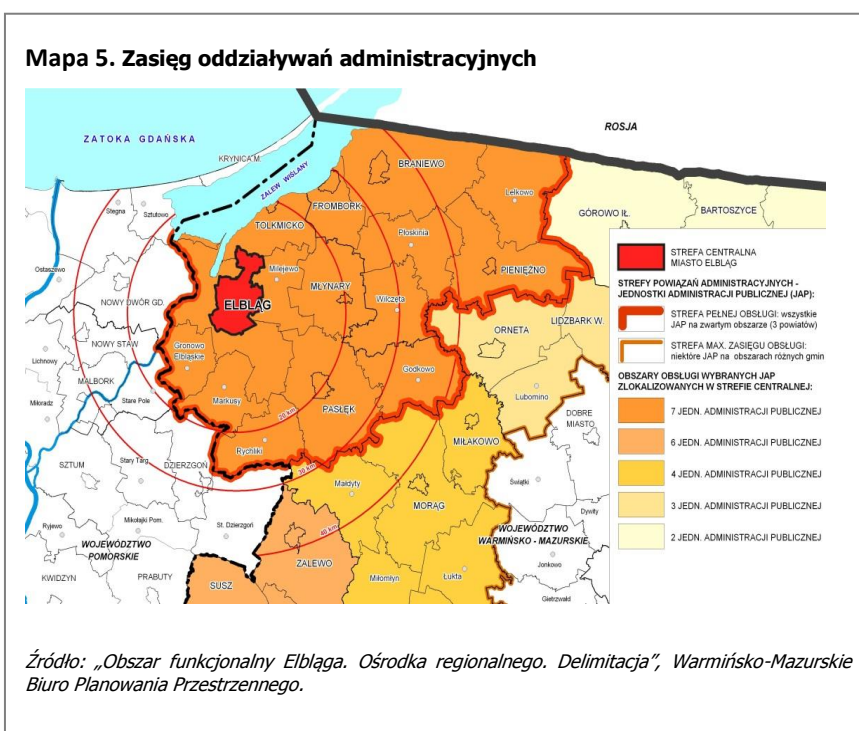 Mapa 5. Zasięg oddziaływań administracyjnych
ROSJA
ZATOKA GDAŃSKA
KRYNICA M.
ZALEW WIŚLANY
BRANIEWO
Lelkowo
FROMBORK
Stegna
Sztutowo
TOLKMICKO
Płoskinia
GÓROWO IŁ.
BARTOSZYCE
Ostaszewo
Milejewo
PIENIĘŻNO
NOWY DWÓR GD.
ELBLĄG
MŁYNARY
Wilczęta
ORNETA
LIDZBARK W.
NOWY STAW
Gronowo
Elbląskie
Lichnowy
MALBORK
Godkowo
Lubomino
Miłoradz
Stare Pole
Markusy
PASŁĘK
20 km
DOBRE
MIASTO
Rychliki
MIŁAKOWO
SZTUM
Stary Targ
DZIERZGOŃ
30 km
Małdyty
Świątki
MORĄG
Dywity
Ryjewo
Mikołajki Pom.
St. Dzierzgoń
40 km
WOJEWÓDZTWO
WARMIŃSKO - MAZURSKIE
WOJEWÓDZTWO
POMORSKIE
ZALEWO
Jonkowo
KWIDZYN
PRABUTY
SUSZ
Miłomłyn
Łukta
Gietrzwałd
STREFA CENTRALNA
MIASTO ELBLĄG
STREFY POWIĄZAŃ ADMINISTRACYJNYCH -
JEDNOSTKI ADMINISTRACJI PUBLICZNEJ (JAP):
STREFA PEŁNEJ OBSŁUGI: wszystkie
JAP na zwartym obszarze (3 powiatów)
STREFA MAX. ZASIĘGU OBSŁUGI:
niektóre JAP na obszarach różnych gmin
OBSZARY OBSŁUGI WYBRANYCH JAP
ZLOKALIZOWANYCH W STREFIE CENTRALNEJ:
7 JEDN. ADMINISTRACJI PUBLICZNEJ
6 JEDN. ADMINISTRACJI PUBLICZNEJ
4 JEDN. ADMINISTRACJI PUBLICZNEJ
3 JEDN. ADMINISTRACJI PUBLICZNEJ
2 JEDN. ADMINISTRACJI PUBLICZNEJ
Źródło: „Obszar funkcjonalny Elbląga. Ośrodka regionalnego. Delimitacja”, Warmińsko-Mazurskie
Biuro Planowania Przestrzennego.